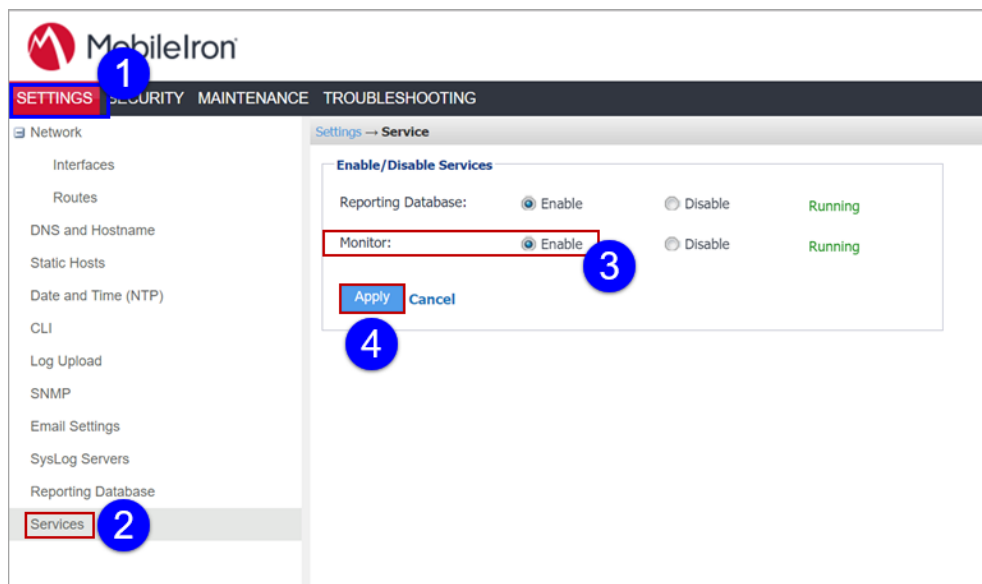 MobileIron
1
SETTINGS SECURITY MAINTENANCE TROUBLESHOOTING
Network
Settings → Service
Interfaces
Routes
DNS and Hostname
Static Hosts
Date and Time (NTP)
CLI
Log Upload
SNMP
Email Settings
SysLog Servers
Reporting Database
Services 2
Enable/Disable Services
Reporting Database: Enable Disable Running
Monitor: Enable Disable Running
3
Apply Cancel
4